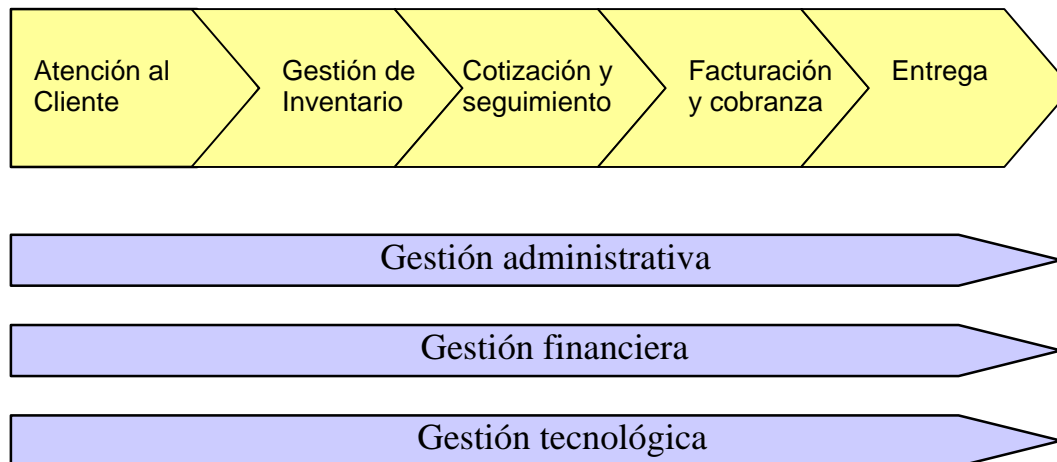 Atención al
Cliente
Gestión de
Inventario
Cotización y
seguimiento
Facturación
y cobranza
Entrega
Gestión administrativa
Gestión financiera
Gestión tecnológica